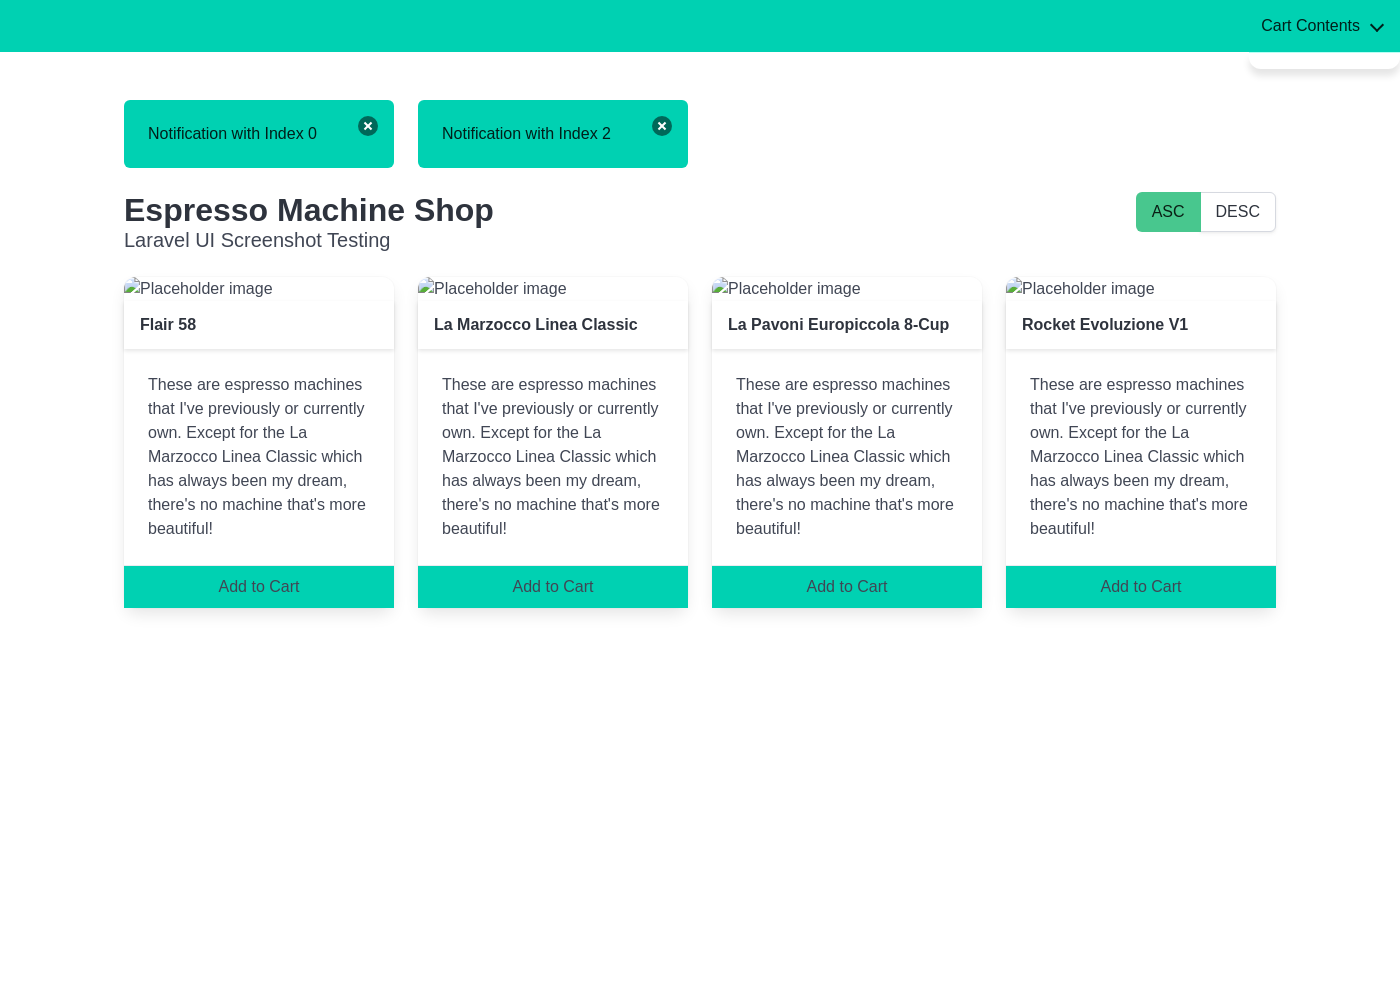 Cart Contents
Notification with Index 0
Notification with Index 2
Espresso Machine Shop
Laravel UI Screenshot Testing
ASC
DESC
Placeholder image
Flair 58
These are espresso machines
that I've previously or currently
own. Except for the La
Marzocco Linea Classic which
has always been my dream,
there's no machine that's more
beautiful!
Add to Cart
Placeholder image
La Marzocco Linea Classic
These are espresso machines
that I've previously or currently
own. Except for the La
Marzocco Linea Classic which
has always been my dream,
there's no machine that's more
beautiful!
Add to Cart
Placeholder image
La Pavoni Europiccola 8-Cup
These are espresso machines
that I've previously or currently
own. Except for the La
Marzocco Linea Classic which
has always been my dream,
there's no machine that's more
beautiful!
Add to Cart
Placeholder image
Rocket Evoluzione V1
These are espresso machines
that I've previously or currently
own. Except for the La
Marzocco Linea Classic which
has always been my dream,
there's no machine that's more
beautiful!
Add to Cart